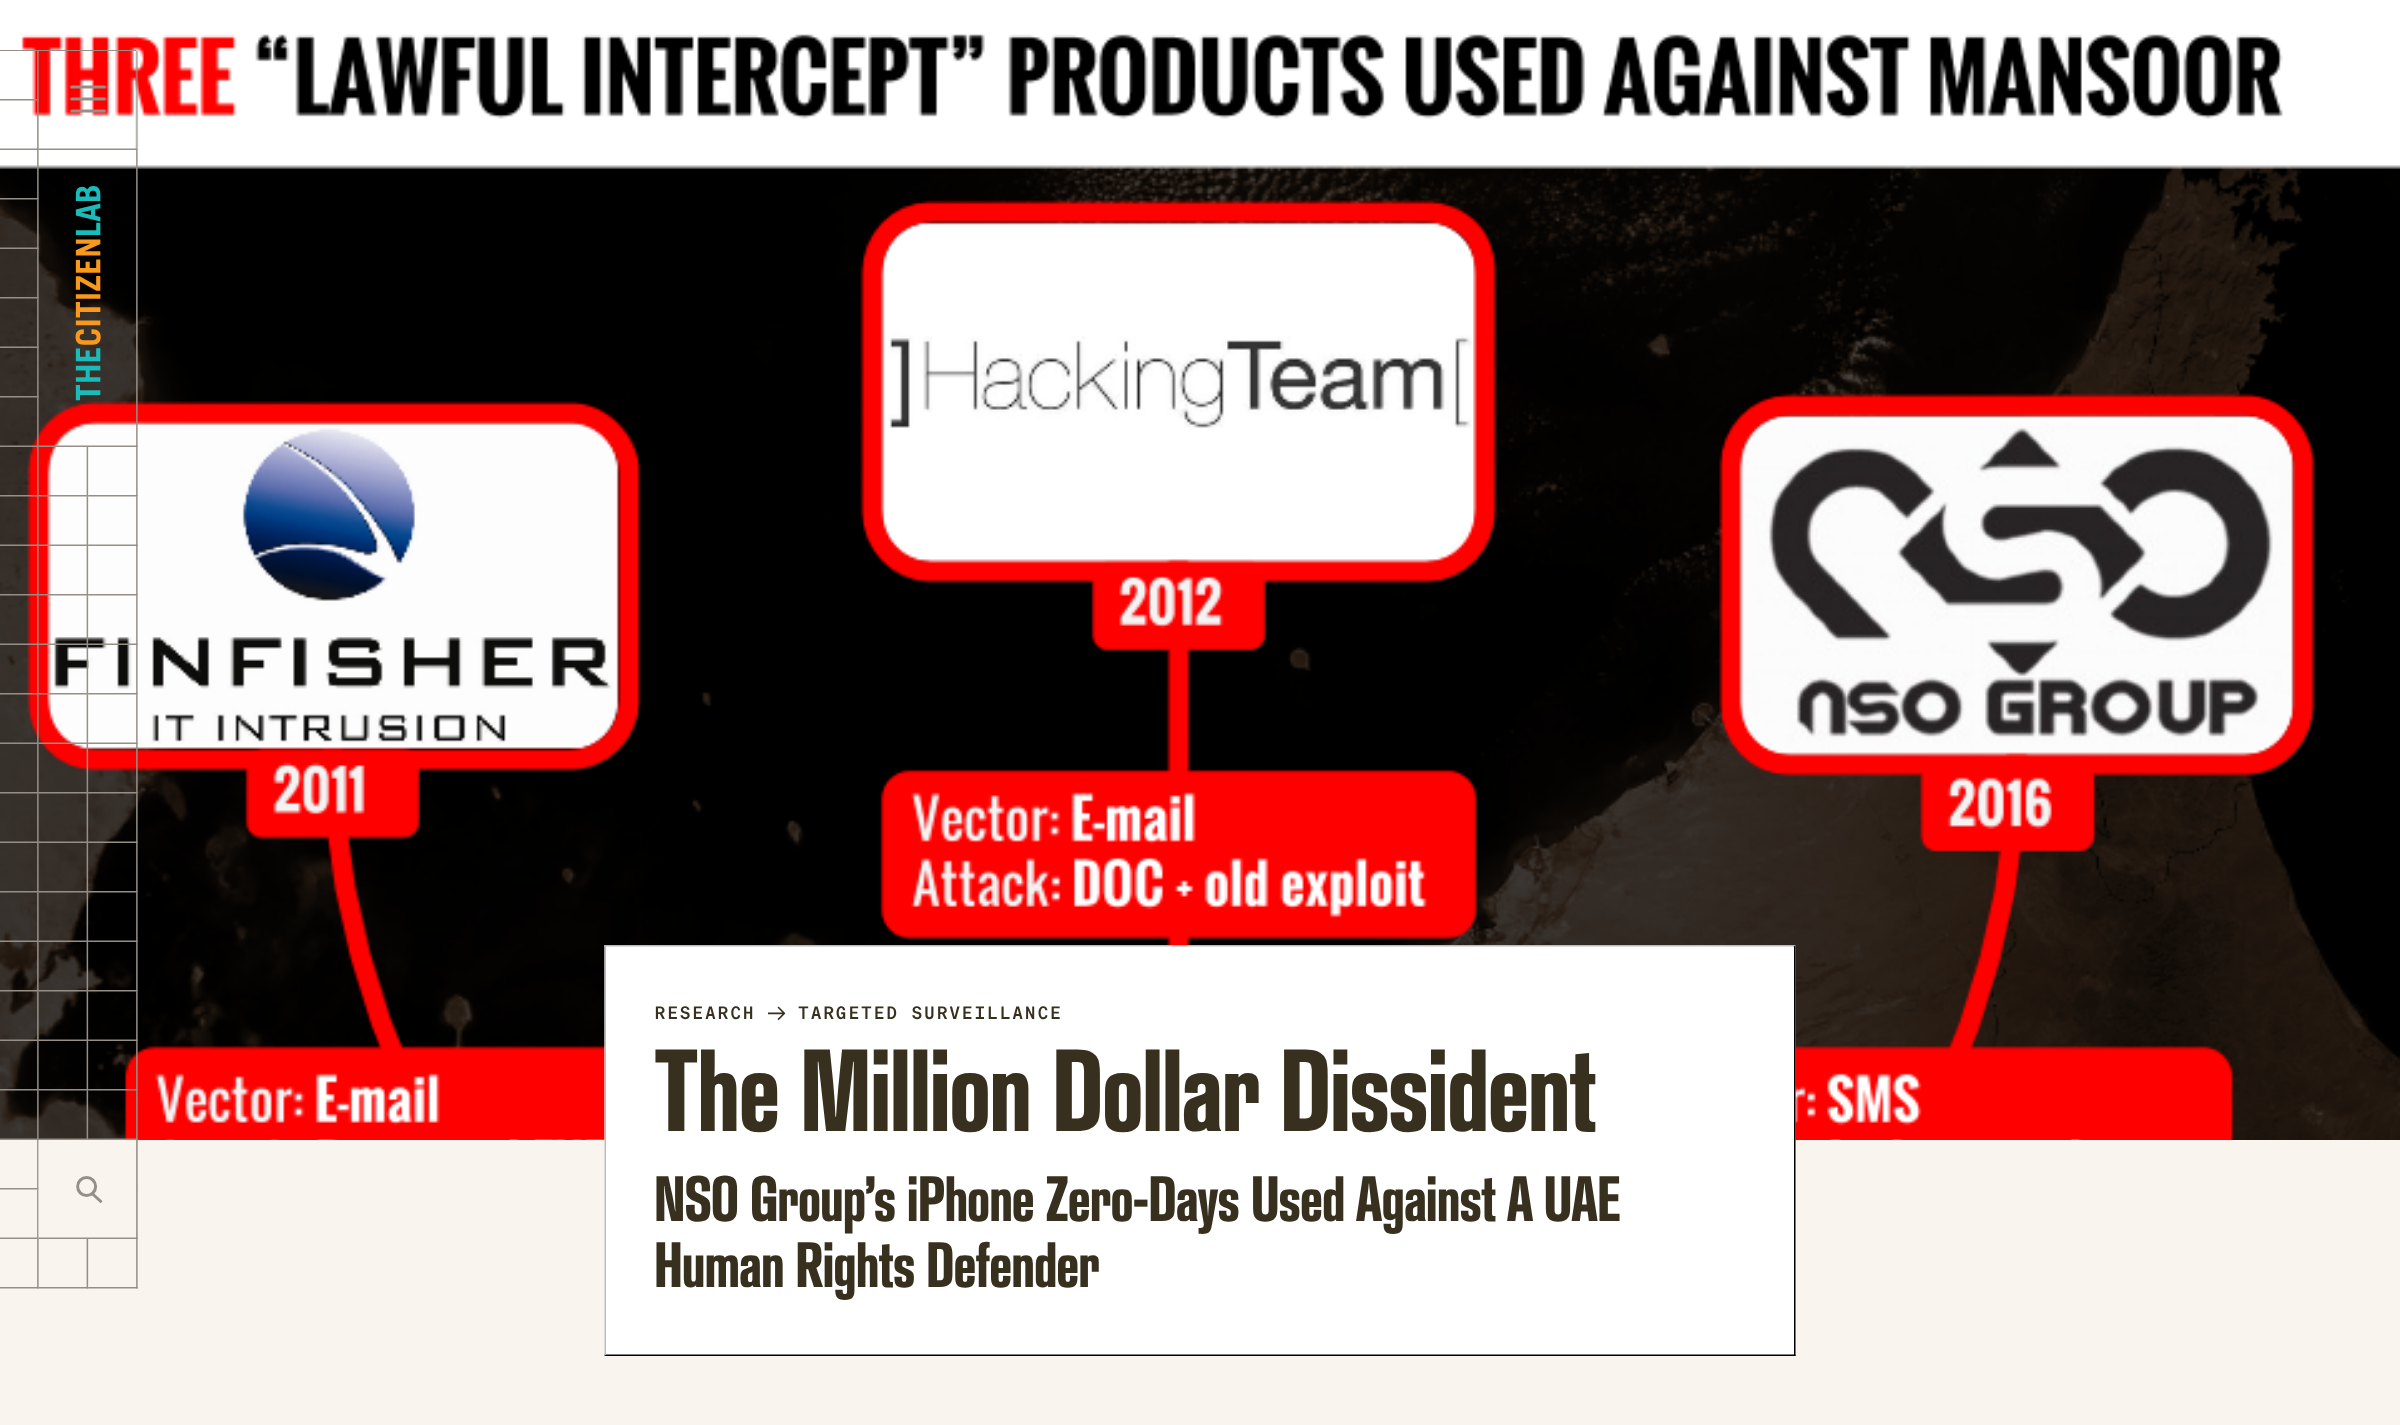 THREE “LAWFUL INTERCEPT” PRODUCTS USED AGAINST MANSOOR
THECITIZENLAB
FINFISHER
IT INTRUSION
2011
Vector: E-mail
]HackingTeam[
2012
Vector: E-mail
Attack: DOC + old exploit
NSO GROUP
2016
r: SMS
RESEARCH → TARGETED SURVEILLANCE
The Million Dollar Dissident
NSO Group’s iPhone Zero-Days Used Against A UAE
Human Rights Defender